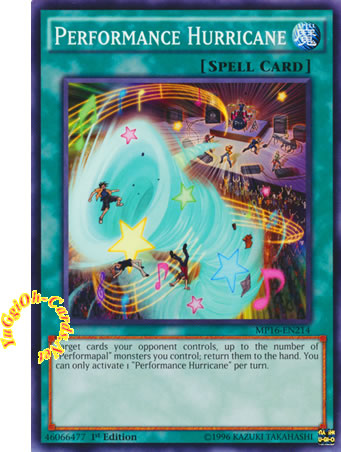 PERFORMANCE HURRICANE
[SPELL CARD]
MP16-EN214
Target cards your opponent controls, up to the number of
"Performapal" monsters you control; return them to the hand. You
can only activate 1 "Performance Hurricane" per turn.
46066477 1st Edition ©1996 KAZUKI TAKAHASHI